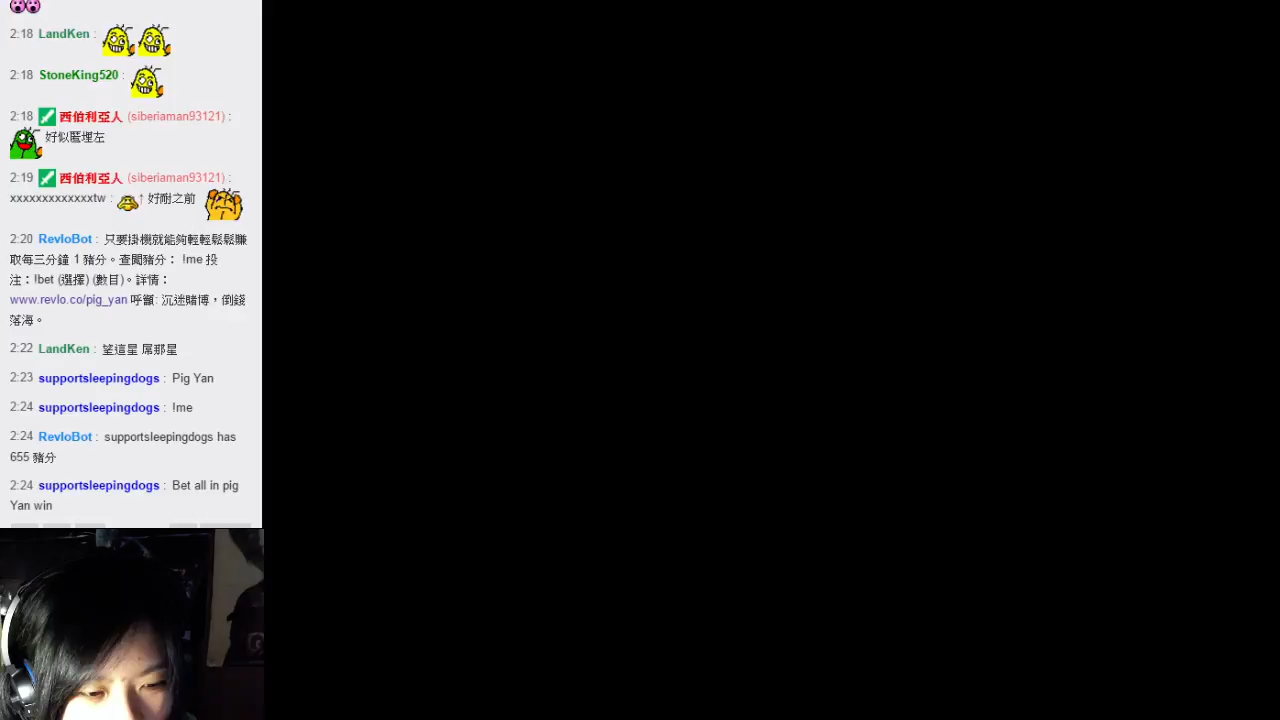 2:18 LandKen :
2:18 StoneKing520 :
2:18 西伯利亞人 (siberiaman93121) :
好似匿埋左
2:19 西伯利亞人 (siberiaman93121) :
xxxxxxxxxxxxxtw : ↑ 好耐之前
2:20 RevloBot : 只要掛機就能夠輕輕鬆鬆賺
取每三分鐘 1 豬分。查閱豬分： !me 投
注：!bet (選擇) (數目)。詳情：
www.revlo.co/pig_yan 呼籲: 沉迷賭博，倒錢
落海。
2:22 LandKen : 望這星 屌那星
2:23 supportsleepingdogs : Pig Yan
2:24 supportsleepingdogs : !me
2:24 RevloBot : supportsleepingdogs has
655 豬分
2:24 supportsleepingdogs : Bet all in pig
Yan win